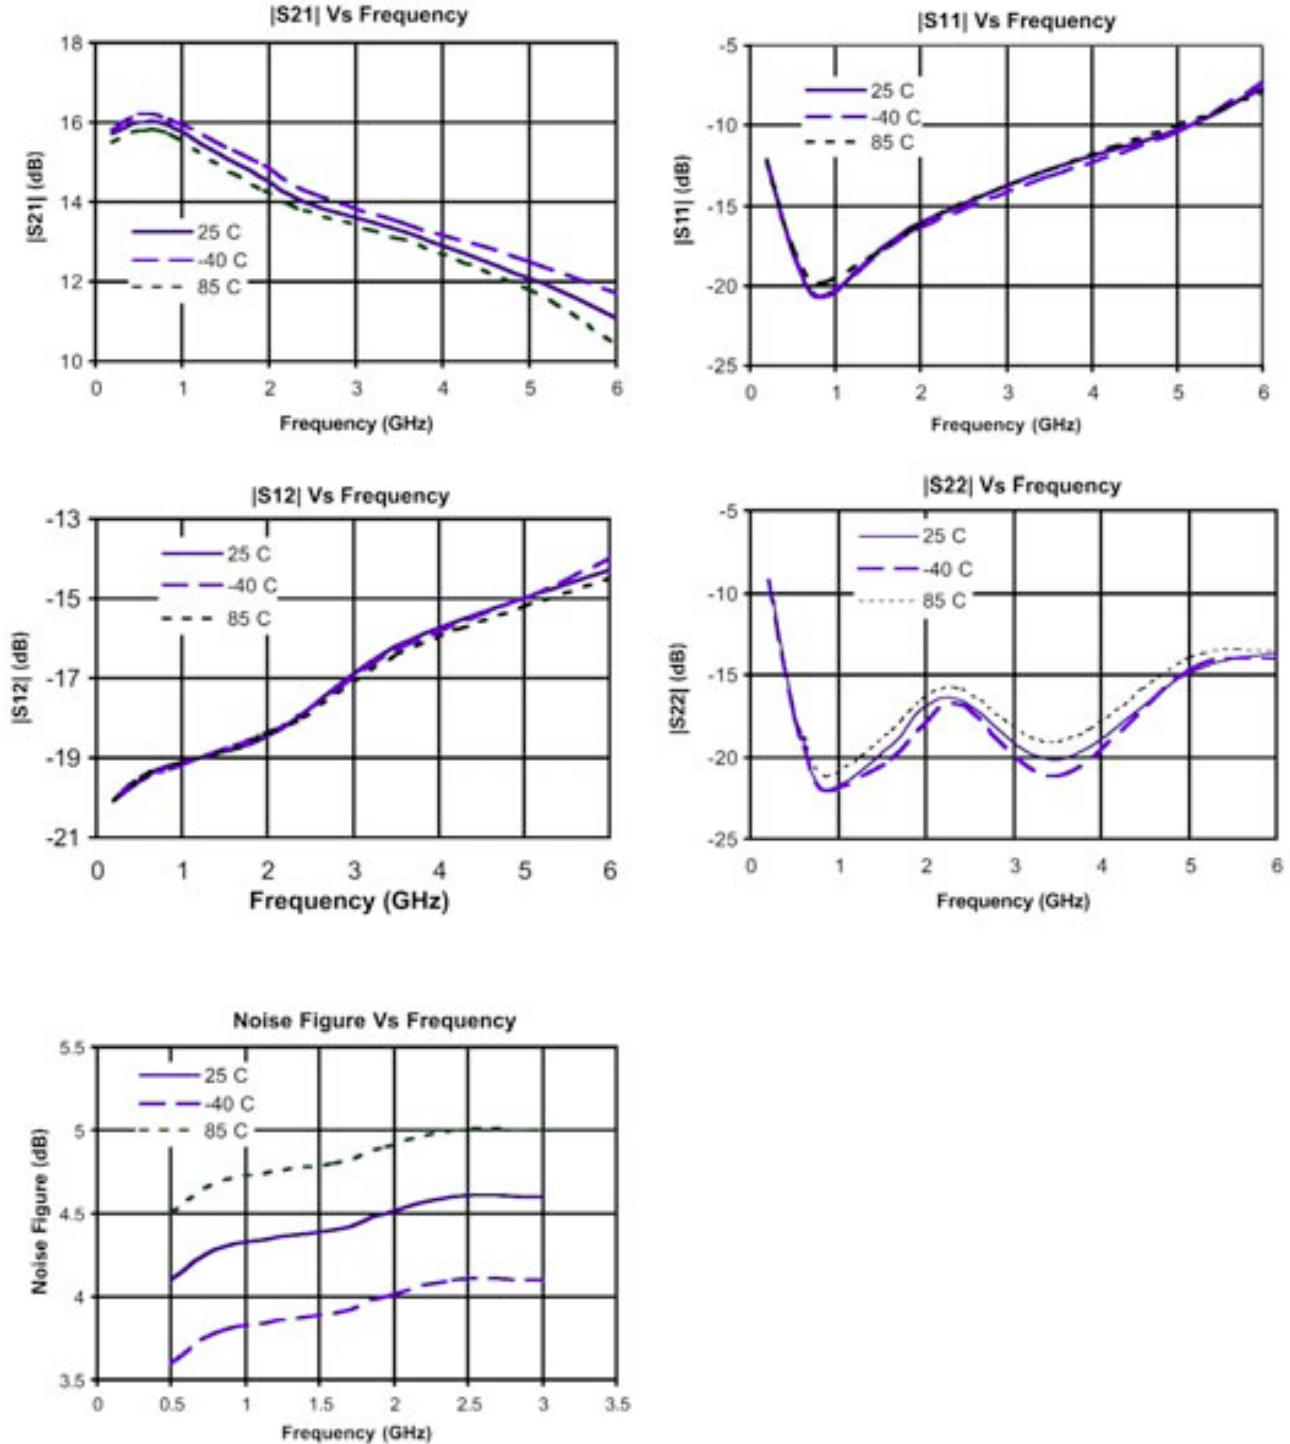 |S21| Vs Frequency
18
16
14
12
10
|S21| (dB)
25 C
-40 C
85 C
0 1 2 3 4 5 6
Frequency (GHz)
|S11| Vs Frequency
-5
-10
-15
-20
-25
|S11| (dB)
25 C
-40 C
85 C
0 1 2 3 4 5 6
Frequency (GHz)
|S12| Vs Frequency
-13
-15
-17
-19
-21
|S12| (dB)
25 C
-40 C
85 C
0 1 2 3 4 5 6
Frequency (GHz)
|S22| Vs Frequency
-5
-10
-15
-20
-25
|S22| (dB)
25 C
-40 C
85 C
0 1 2 3 4 5 6
Frequency (GHz)
Noise Figure Vs Frequency
5.5
5
4.5
4
3.5
Noise Figure (dB)
25 C
-40 C
85 C
0 0.5 1 1.5 2 2.5 3 3.5
Frequency (GHz)